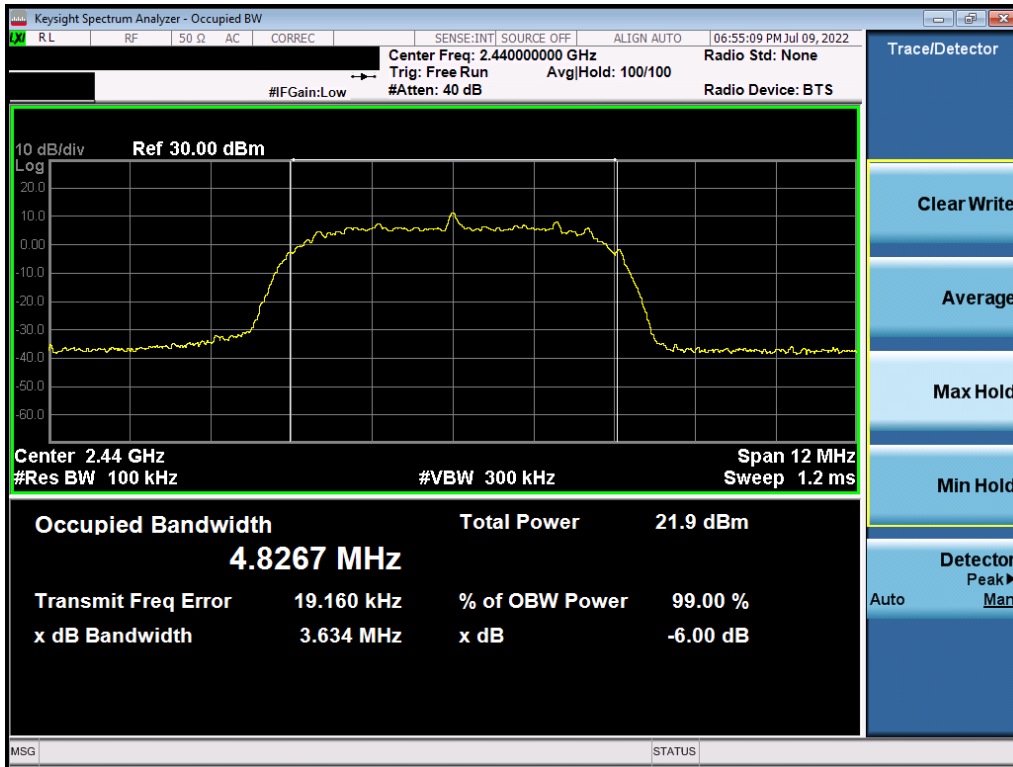 Keysight Spectrum Analyzer - Occupied BW
LXI RL RF 50 Ω AC CORREC SENSE:INT SOURCE OFF ALIGN AUTO 06:55:09 PM Jul 09, 2022
Center Freq: 2.440000000 GHz Radio Std: None
Trig: Free Run Avg|Hold: 100/100
#IFGain:Low #Atten: 40 dB Radio Device: BTS
Trace/Detector
10 dB/div Ref 30.00 dBm
Log
20.0
10.0
0.00
-10.0
-20.0
-30.0
-40.0
-50.0
-60.0
Center 2.44 GHz Span 12 MHz
#Res BW 100 kHz #VBW 300 kHz Sweep 1.2 ms
Occupied Bandwidth Total Power 21.9 dBm
4.8267 MHz
Transmit Freq Error 19.160 kHz % of OBW Power 99.00 %
x dB Bandwidth 3.634 MHz x dB -6.00 dB
Clear Write
Average
Max Hold
Min Hold
Detector
Peak▶
Auto Man
MSG STATUS